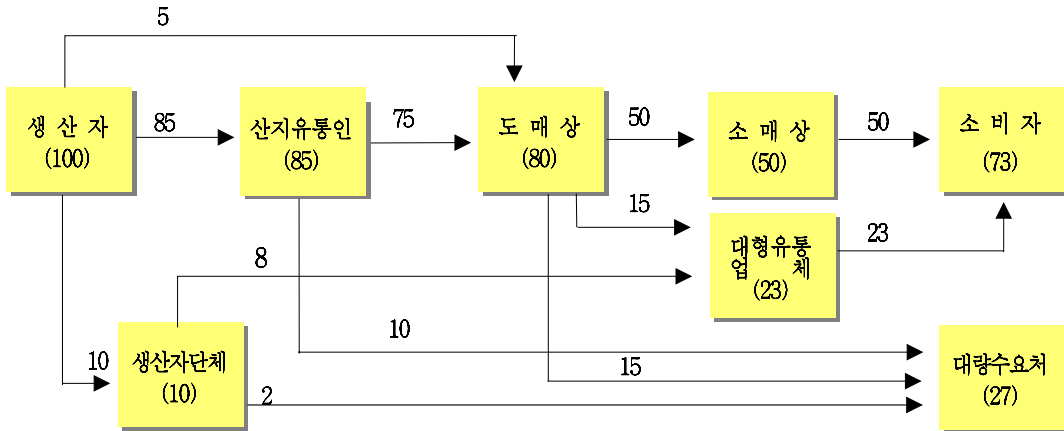 5
생 산 자
(100)
85
산지유통인
(85)
75
도 매 상
(80)
50
소 매 상
(50)
50
소 비 자
(73)
15
대형유통
업 체
(23)
23
8
10
생산자단체
(10)
10
15
2
대량수요처
(27)